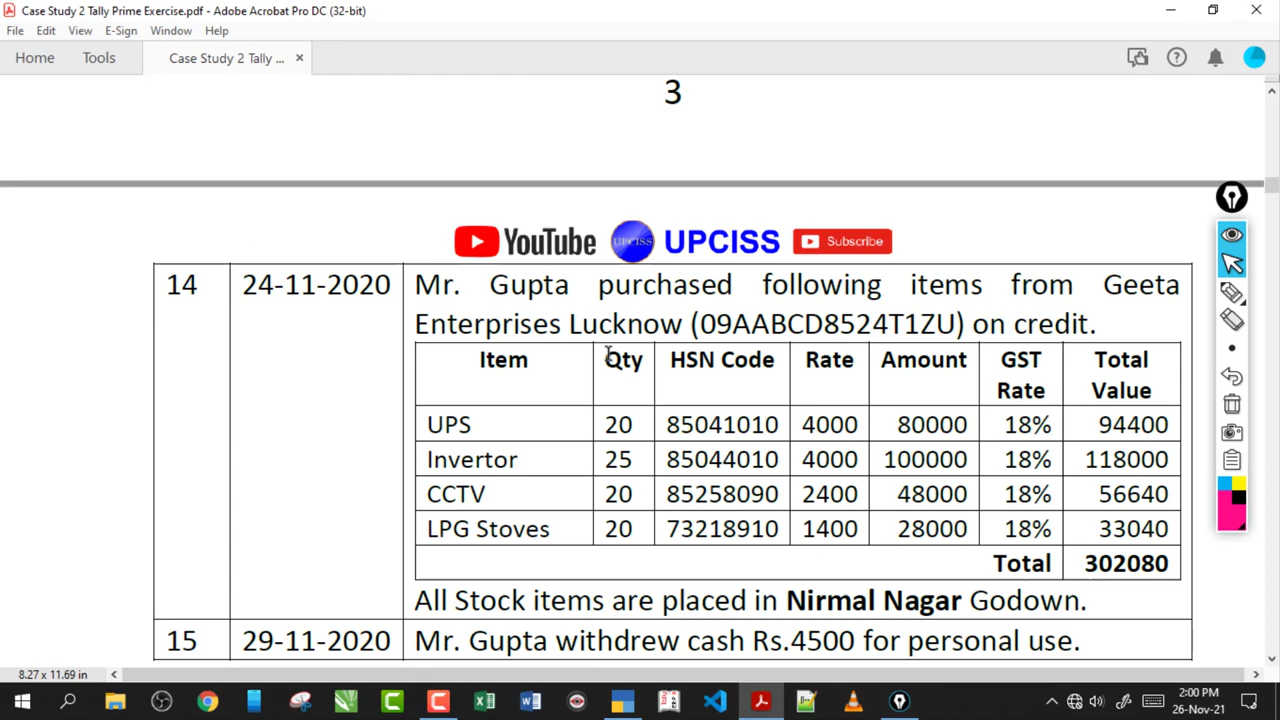 Case Study 2 Tally Prime Exercise.pdf - Adobe Acrobat Pro DC (32-bit)
File Edit View E-Sign Window Help
Home Tools Case Study 2 Tally ... ×
3
YouTube UPCISS UPCISS Subscribe
14 24-11-2020 Mr. Gupta purchased following items from Geeta
Enterprises Lucknow (09AABCD8524T1ZU) on credit.
Item Qty HSN Code Rate Amount GST Rate Total Value
UPS 20 85041010 4000 80000 18% 94400
Invertor 25 85044010 4000 100000 18% 118000
CCTV 20 85258090 2400 48000 18% 56640
LPG Stoves 20 73218910 1400 28000 18% 33040
Total 302080
All Stock items are placed in Nirmal Nagar Godown.
15 29-11-2020 Mr. Gupta withdrew cash Rs.4500 for personal use.
8.27 x 11.69 in
2:00 PM
26-Nov-21